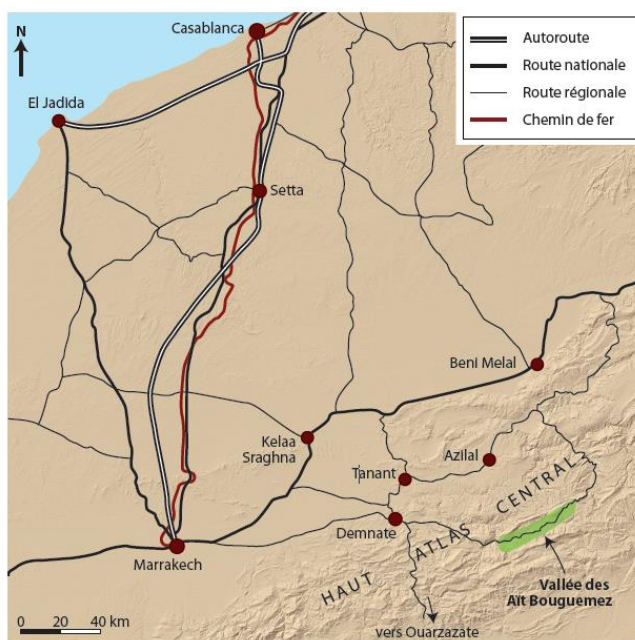 N
Casablanca
El Jadida
Autoroute
Route nationale
Route régionale
Chemin de fer
Setta
Beni Melal
Kelaa
Sraghna
Tanant
Azilal
Demnate
HAUT ATLAS CENTRAL
Marrakech
Vallée des
Aït Bouguemez
0 20 40 km
vers Ouarzazate